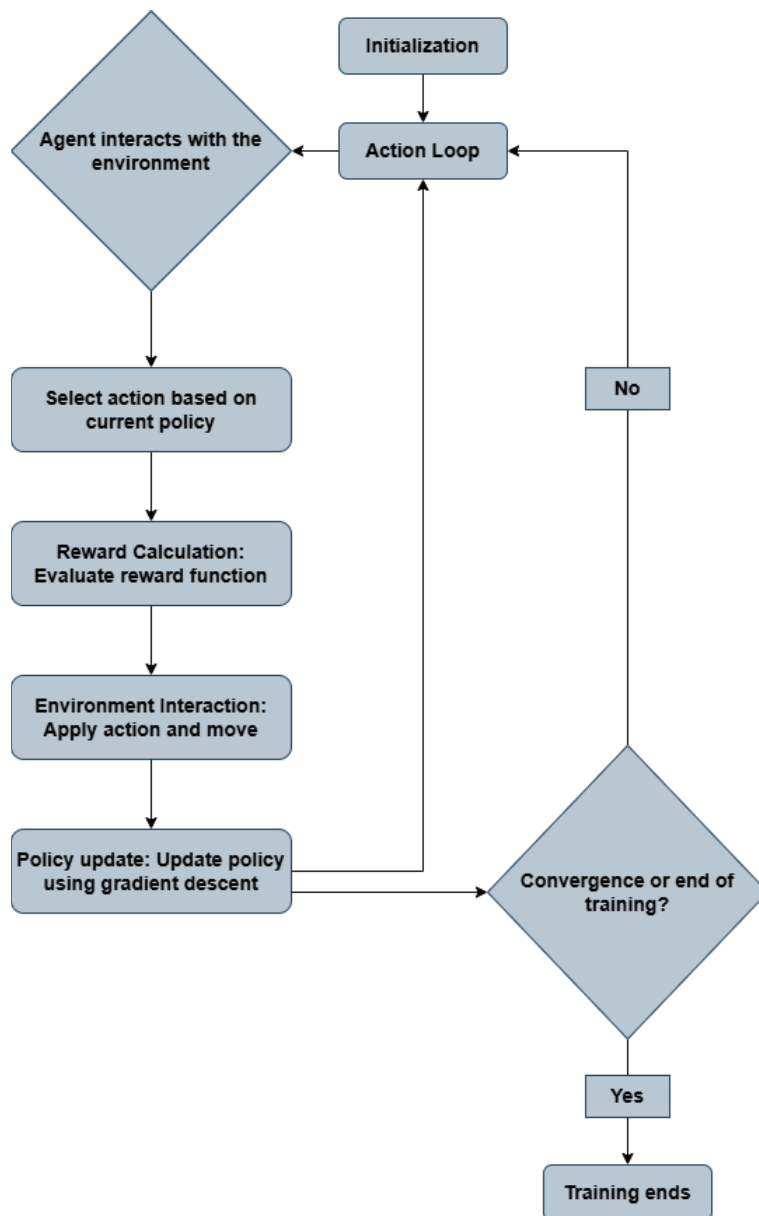 Initialization
Action Loop
Agent interacts with the
environment
Select action based on
current policy
Reward Calculation:
Evaluate reward function
Environment Interaction:
Apply action and move
Policy update: Update policy
using gradient descent
No
Convergence or end of
training?
Yes
Training ends